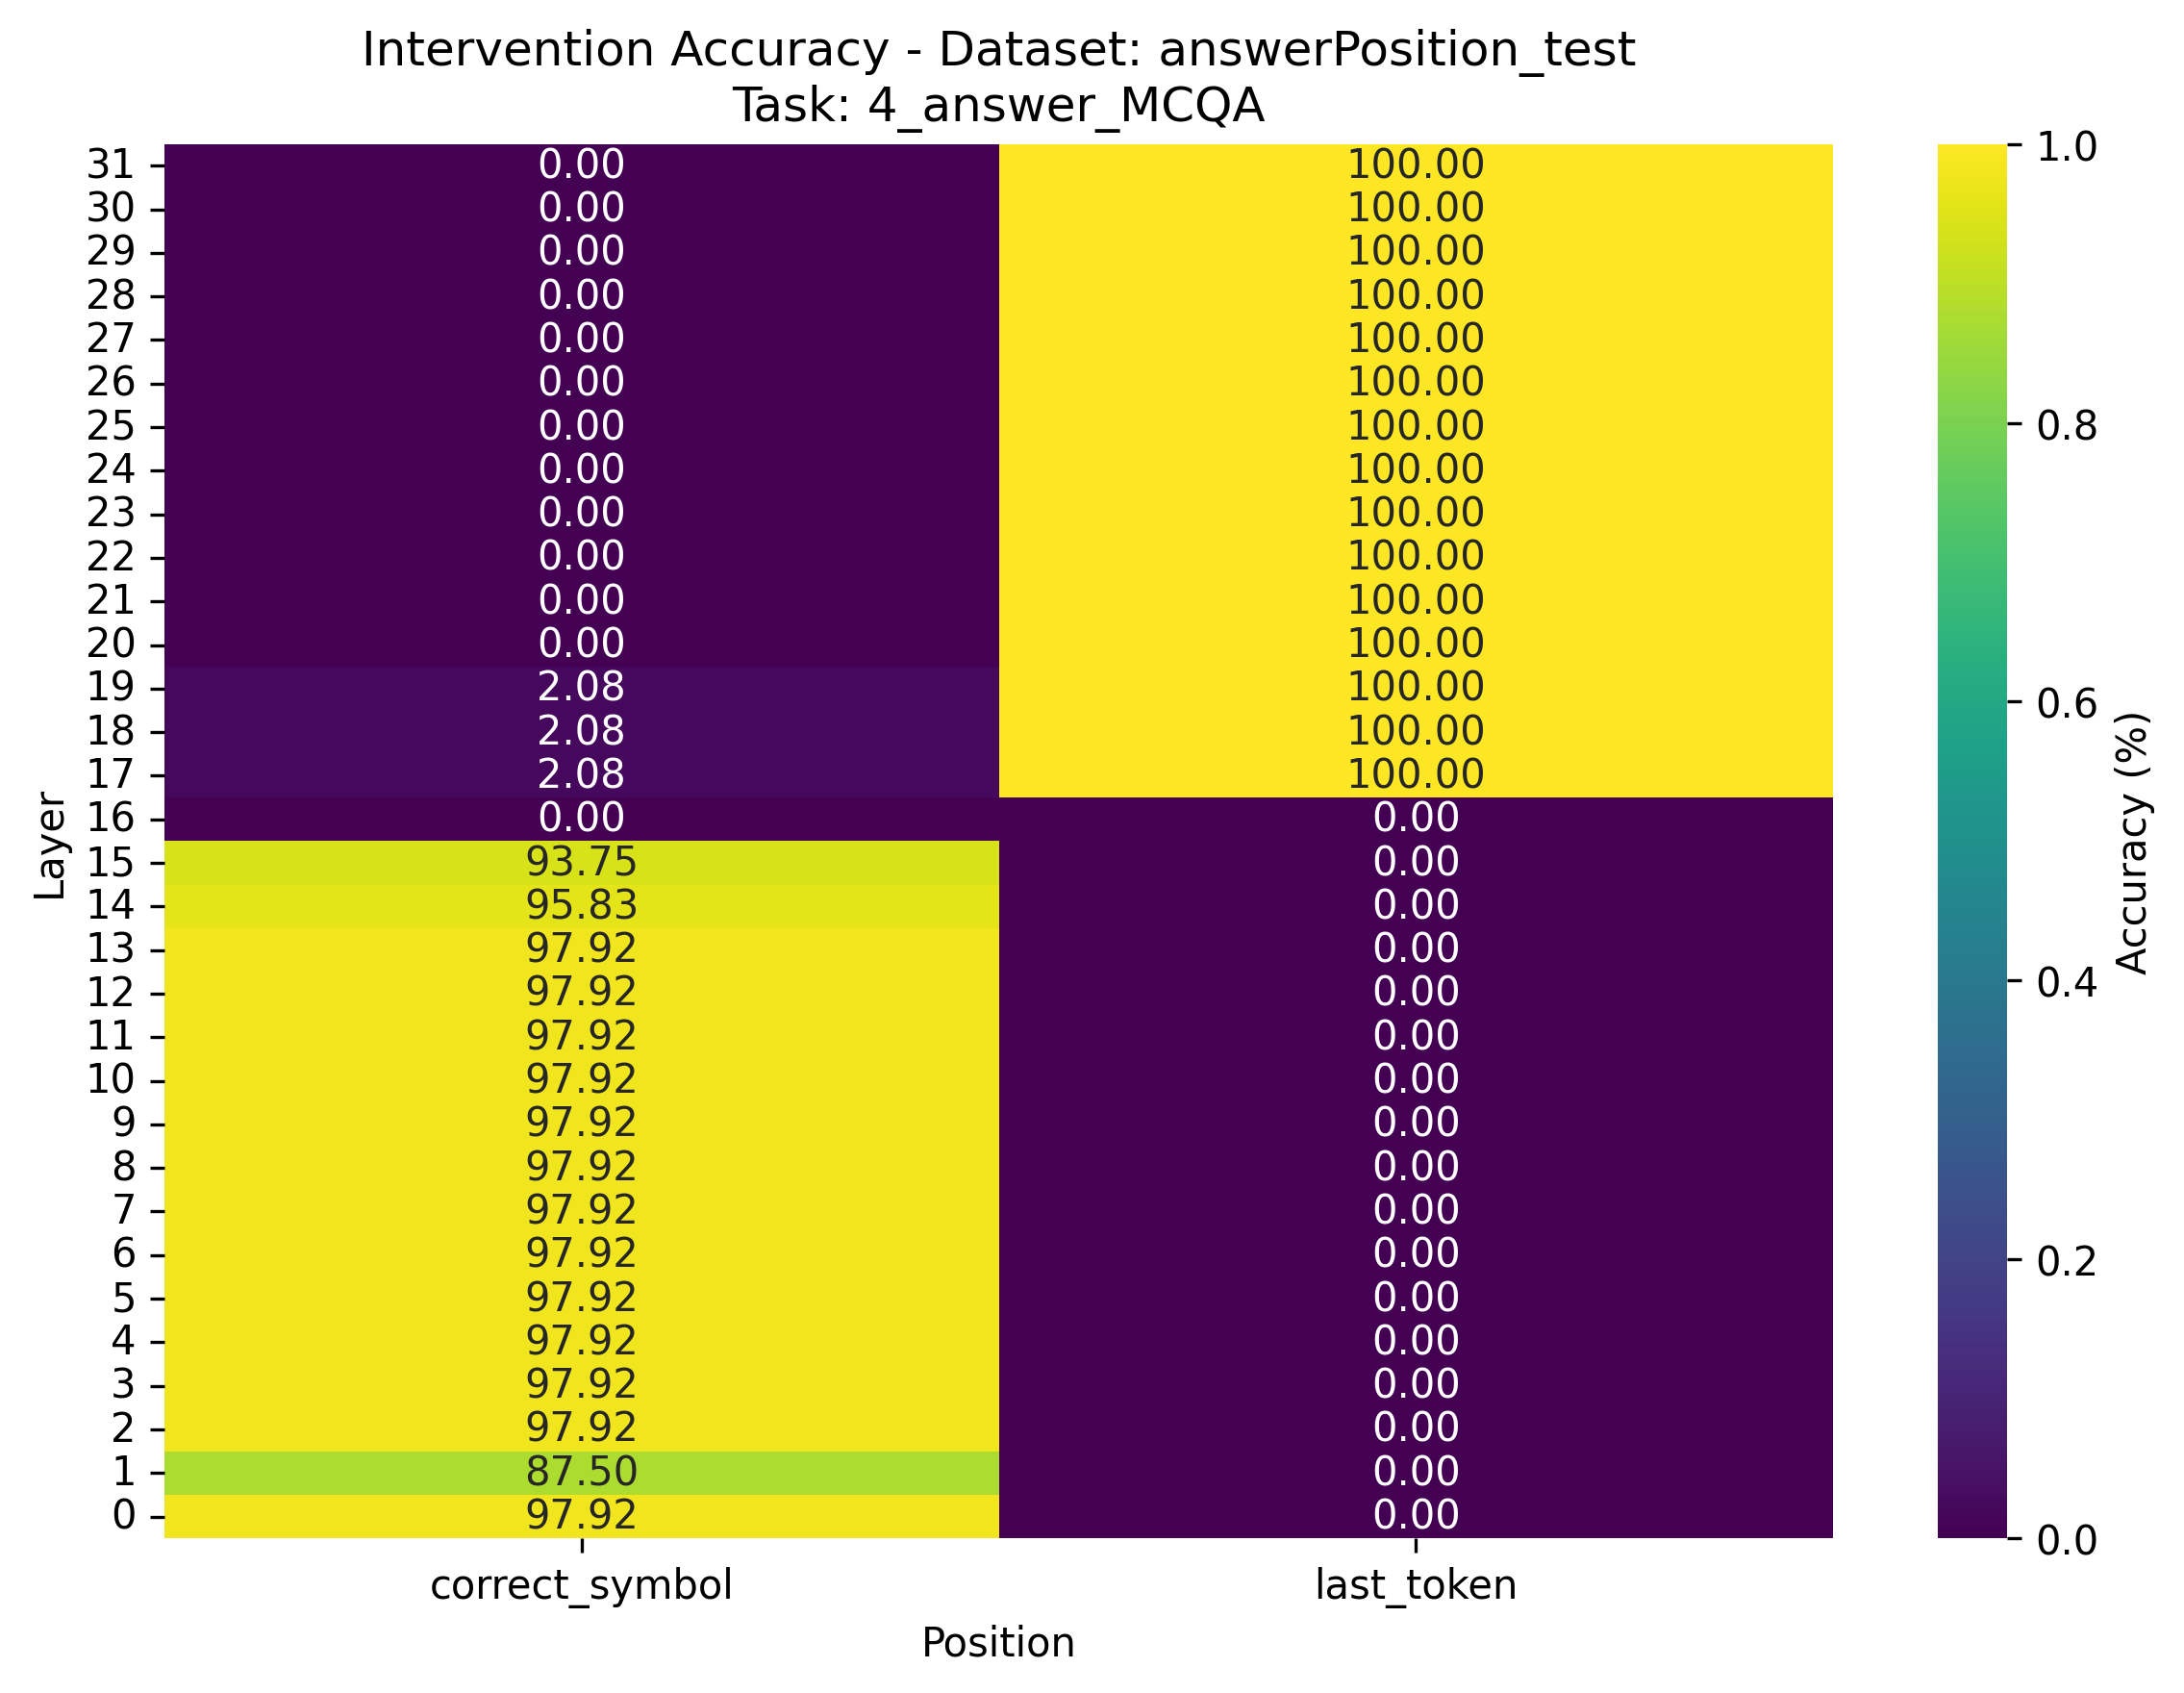 Intervention Accuracy - Dataset: answerPosition_test
Task: 4_answer_MCQA
31 0.00 100.00
30 0.00 100.00
29 0.00 100.00
28 0.00 100.00
27 0.00 100.00
26 0.00 100.00
25 0.00 100.00
24 0.00 100.00
23 0.00 100.00
22 0.00 100.00
21 0.00 100.00
20 0.00 100.00
19 2.08 100.00
18 2.08 100.00
17 2.08 100.00
16 0.00 0.00
15 93.75 0.00
14 95.83 0.00
13 97.92 0.00
12 97.92 0.00
11 97.92 0.00
10 97.92 0.00
9 97.92 0.00
8 97.92 0.00
7 97.92 0.00
6 97.92 0.00
5 97.92 0.00
4 97.92 0.00
3 97.92 0.00
2 97.92 0.00
1 87.50 0.00
0 97.92 0.00
correct_symbol last_token
Position
Layer
1.0
0.8
0.6
0.4
0.2
0.0
Accuracy (%)